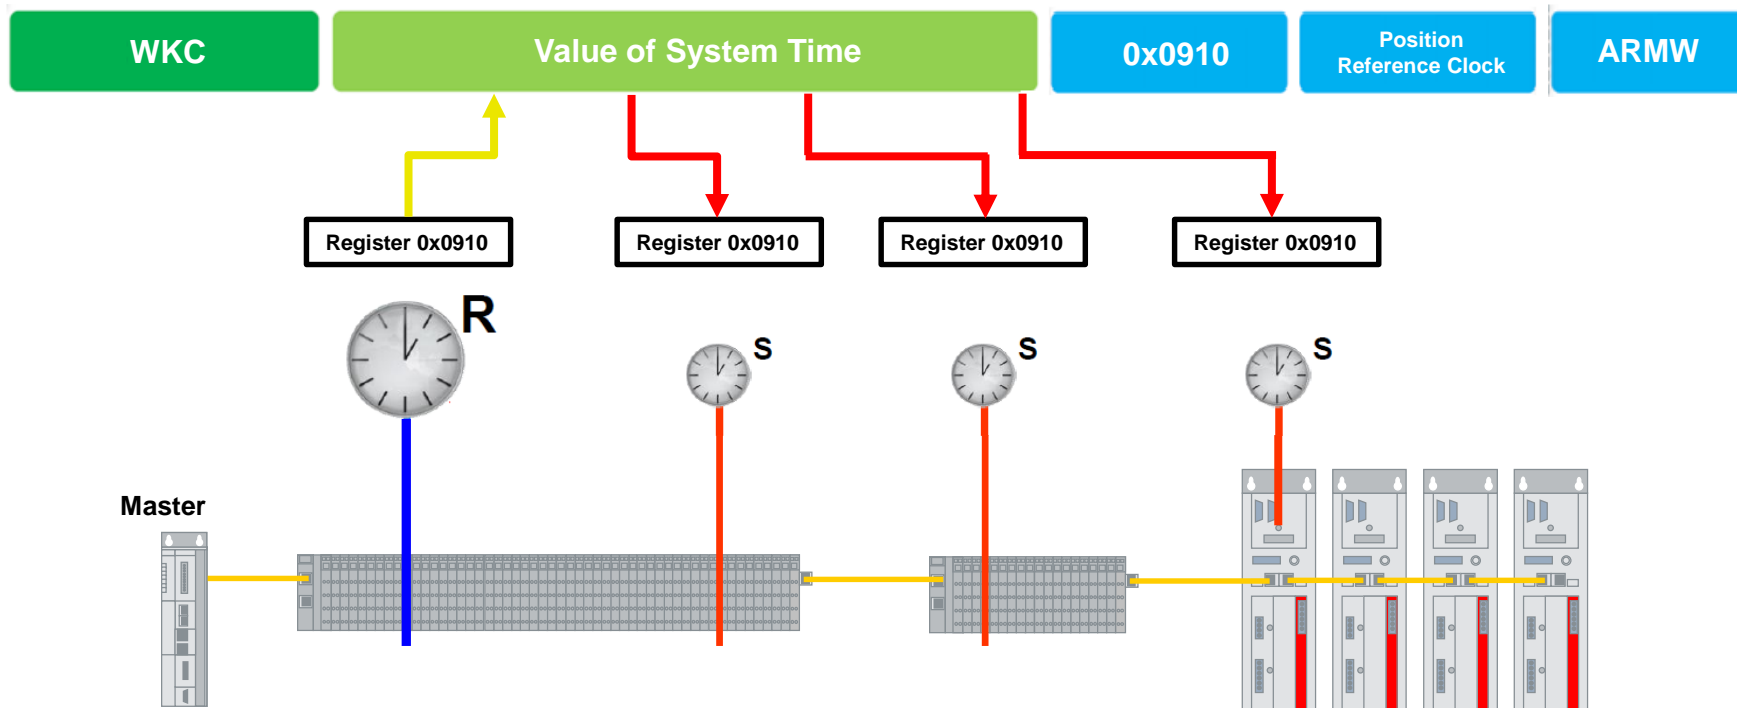 WKC
Value of System Time
0x0910
Position
Reference Clock
ARMW
Register 0x0910
Register 0x0910
Register 0x0910
Register 0x0910
R
S
S
S
Master